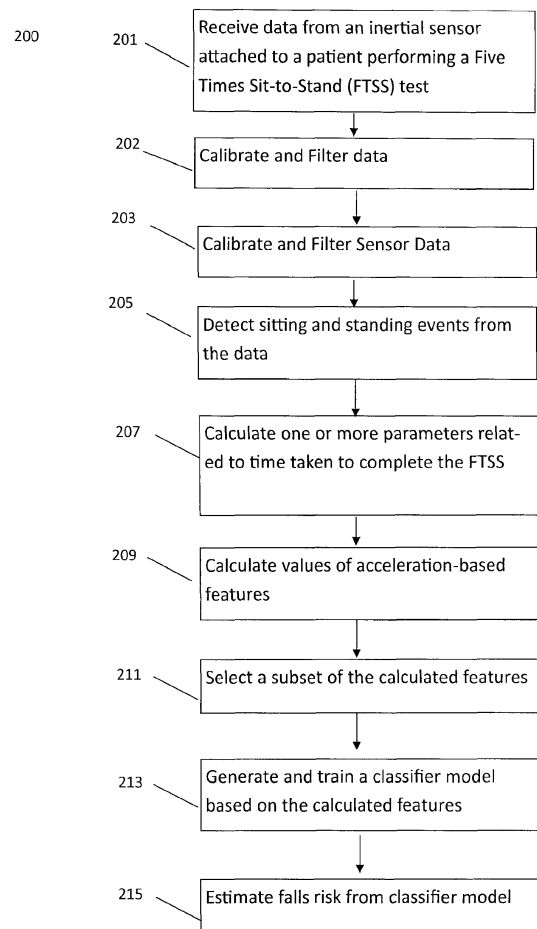 200
201
Receive data from an inertial sensor
attached to a patient performing a Five
Times Sit-to-Stand (FTSS) test
202
Calibrate and Filter data
203
Calibrate and Filter Sensor Data
205
Detect sitting and standing events from
the data
207
Calculate one or more parameters relat-
ed to time taken to complete the FTSS
209
Calculate values of acceleration-based
features
211
Select a subset of the calculated features
213
Generate and train a classifier model
based on the calculated features
215
Estimate falls risk from classifier model